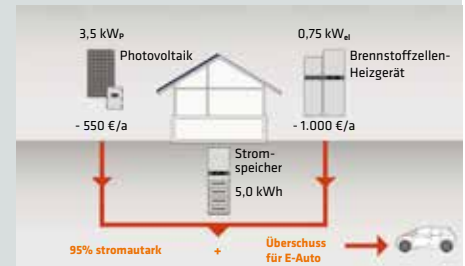 3,5 kWP
Photovoltaik
- 550 €/a
0,75 kWel
Brennstoffzellen-
Heizgerät
- 1.000 €/a
Strom-
speicher
5,0 kWh
95% stromautark
+
Überschuss
für E-Auto